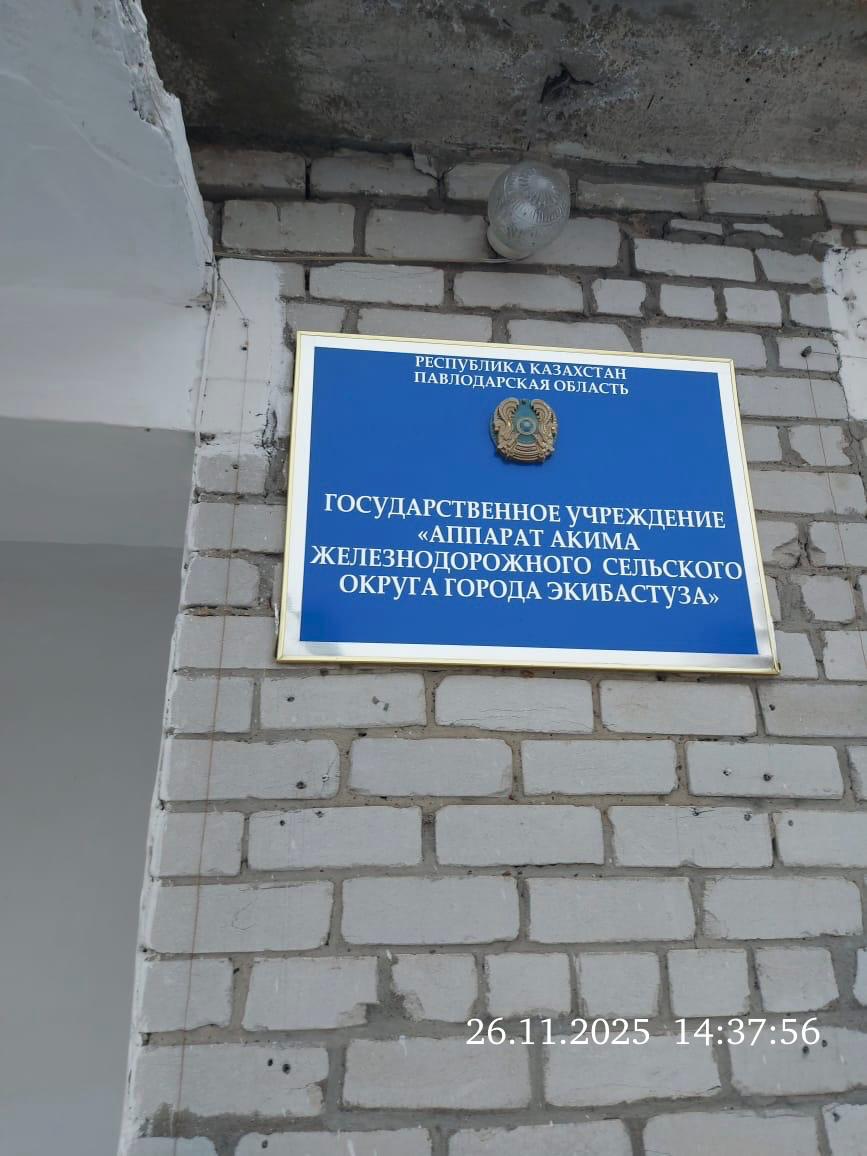 РЕСПУБЛИКА КАЗАХСТАН
ПАВЛОДАРСКАЯ ОБЛАСТЬ
ГОСУДАРСТВЕННОЕ УЧРЕЖДЕНИЕ
«АППАРАТ АКИМА
ЖЕЛЕЗНОДОРОЖНОГО СЕЛЬСКОГО
ОКРУГА ГОРОДА ЭКИБАСТУЗА»
26.11.2025 14:37:56